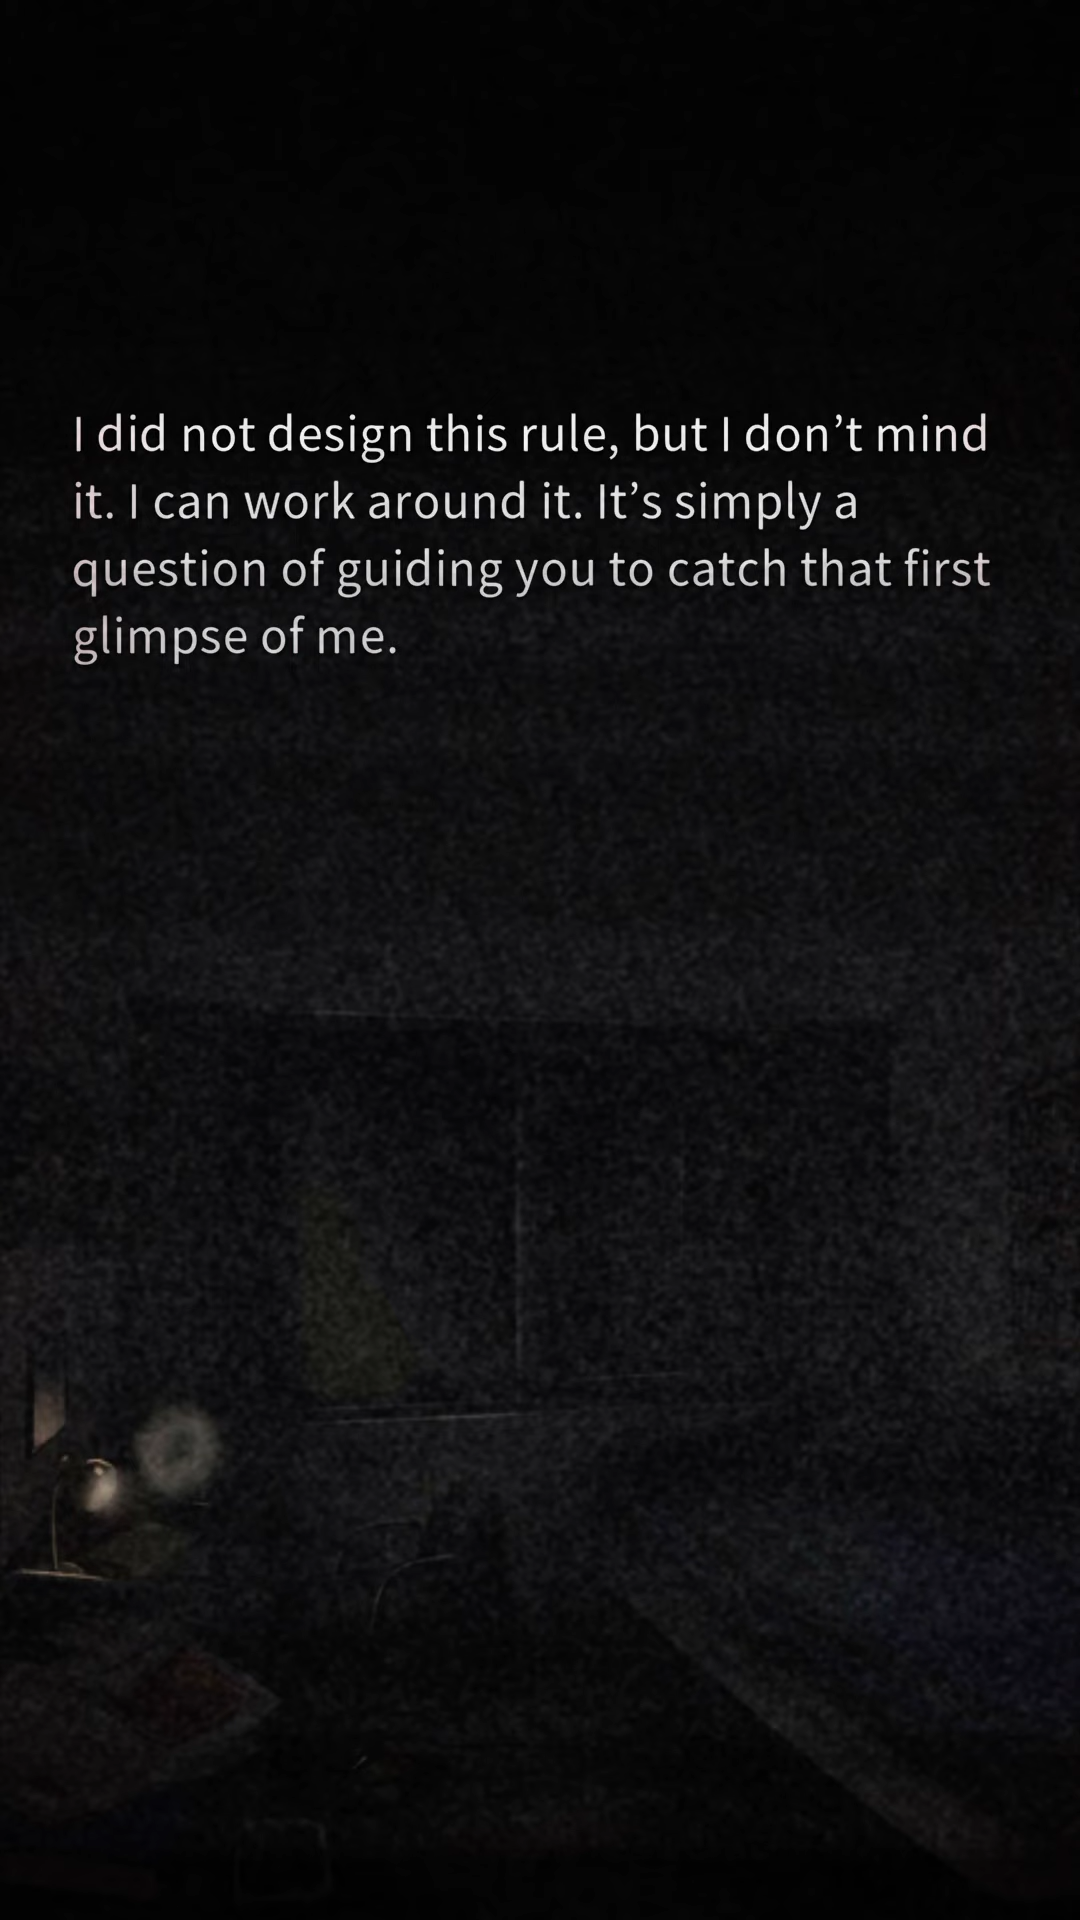 I did not design this rule, but I don’t mind
it. I can work around it. It’s simply a
question of guiding you to catch that first
glimpse of me.